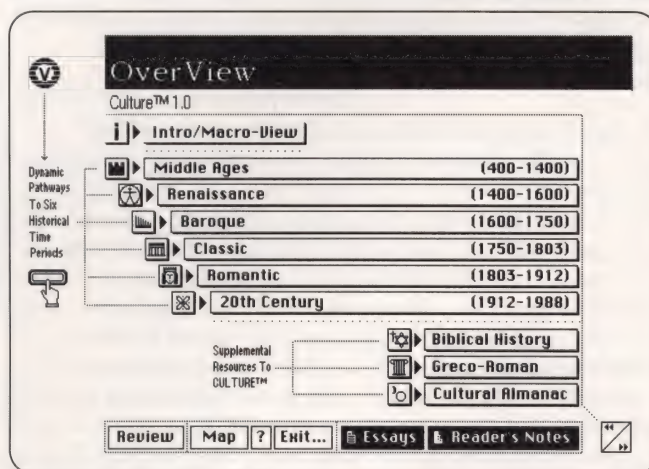 V
OverView
Culture™ 1.0
i Intro/Macro-View
Middle Ages (400-1400)
Renaissance (1400-1600)
Baroque (1600-1750)
Classic (1750-1803)
Romantic (1803-1912)
20th Century (1912-1988)
Dynamic
Pathways
To Six
Historical
Time
Periods
Biblical History
Greco-Roman
Cultural Almanac
Supplemental
Resources To
CULTURE™
Review Map ? Exit... Essays Reader's Notes